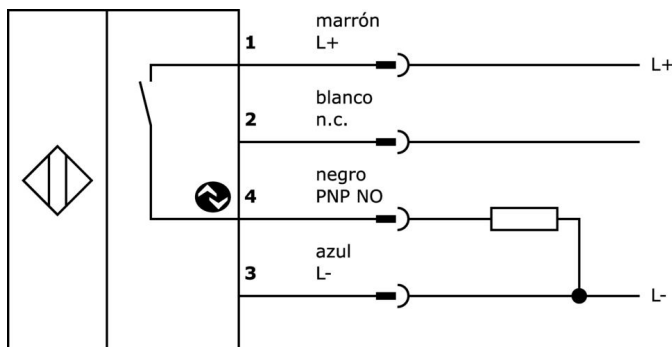 marrón
1 L+
L+
blanco
2 n.c.
negro
4 PNP NO
azul
3 L-
L-